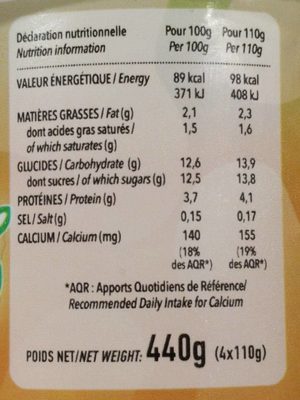 Déclaration nutritionnelle Pour 100g Pour 110g
Nutrition information Per 100g Per 110g
VALEUR ÉNERGÉTIQUE / Energy 89 kcal 98 kcal
371 kJ 408 kJ
MATIÈRES GRASSES / Fat (g) 2,1 2,3
dont acides gras saturés / 1,5 1,6
of which saturates (g)
GLUCIDES / Carbohydrate (g) 12,6 13,9
dont sucres / of which sugars (g) 12,5 13,8
PROTÉINES / Protein (g) 3,7 4,1
SEL / Salt (g) 0,15 0,17
CALCIUM / Calcium (mg) 140 155
(18% (19%
des AQR*) des AQR*)
*AQR : Apports Quotidiens de Référence/
Recommended Daily Intake for Calcium
POIDS NET/NET WEIGHT: 440g (4x110g)